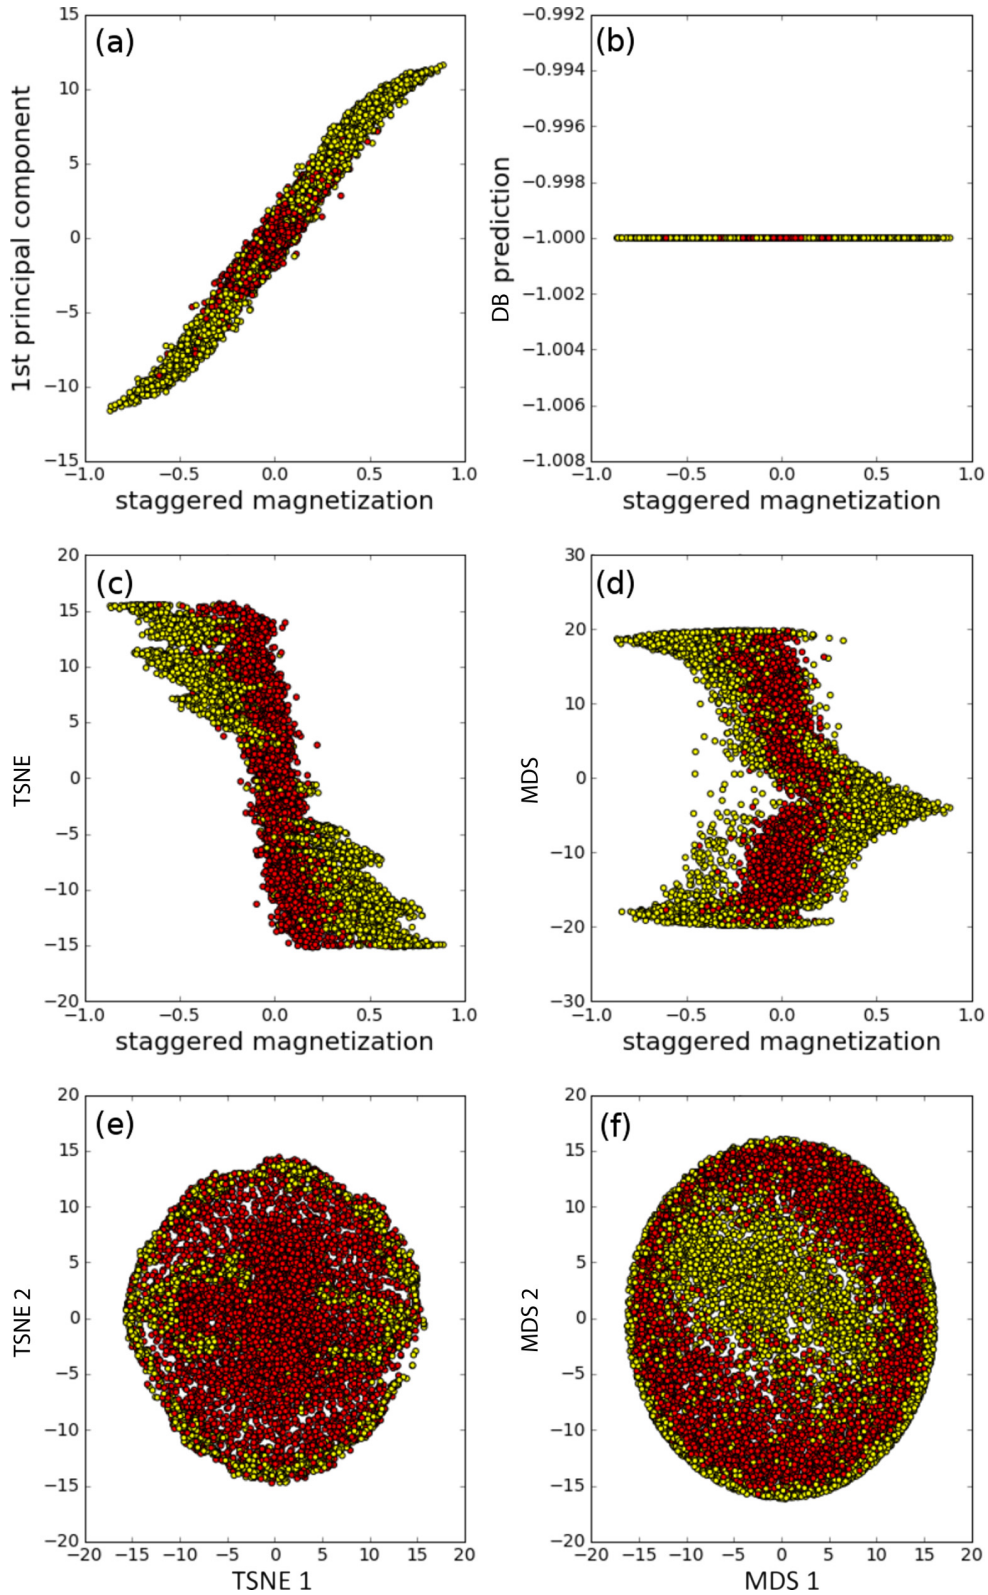 (a)
15
10
5
0
−5
−10
−15
−1.0 −0.5 0.0 0.5 1.0
1st principal component
staggered magnetization
(b)
−0.992
−0.994
−0.996
−0.998
−1.000
−1.002
−1.004
−1.006
−1.008
−1.0 −0.5 0.0 0.5 1.0
DB prediction
staggered magnetization
(c)
20
15
10
5
0
−5
−10
−15
−20
−1.0 −0.5 0.0 0.5 1.0
TSNE
staggered magnetization
(d)
30
20
10
0
−10
−20
−30
−1.0 −0.5 0.0 0.5 1.0
MDS
staggered magnetization
(e)
20
15
10
5
0
−5
−10
−15
−20
−20 −15 −10 −5 0 5 10 15 20
TSNE 2
TSNE 1
(f)
20
15
10
5
0
−5
−10
−15
−20
−20 −15 −10 −5 0 5 10 15 20
MDS 2
MDS 1